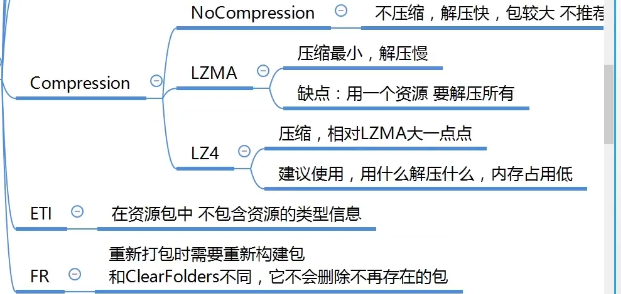 NoCompression
不压缩，解压快，包较大 不推荐
Compression
LZMA
压缩最小，解压慢
缺点：用一个资源 要解压所有
LZ4
压缩，相对LZMA大一点点
建议使用，用什么解压什么，内存占用低
ETI
在资源包中 不包含资源的类型信息
FR
重新打包时需要重新构建包
和ClearFolders不同，它不会删除不再存在的包